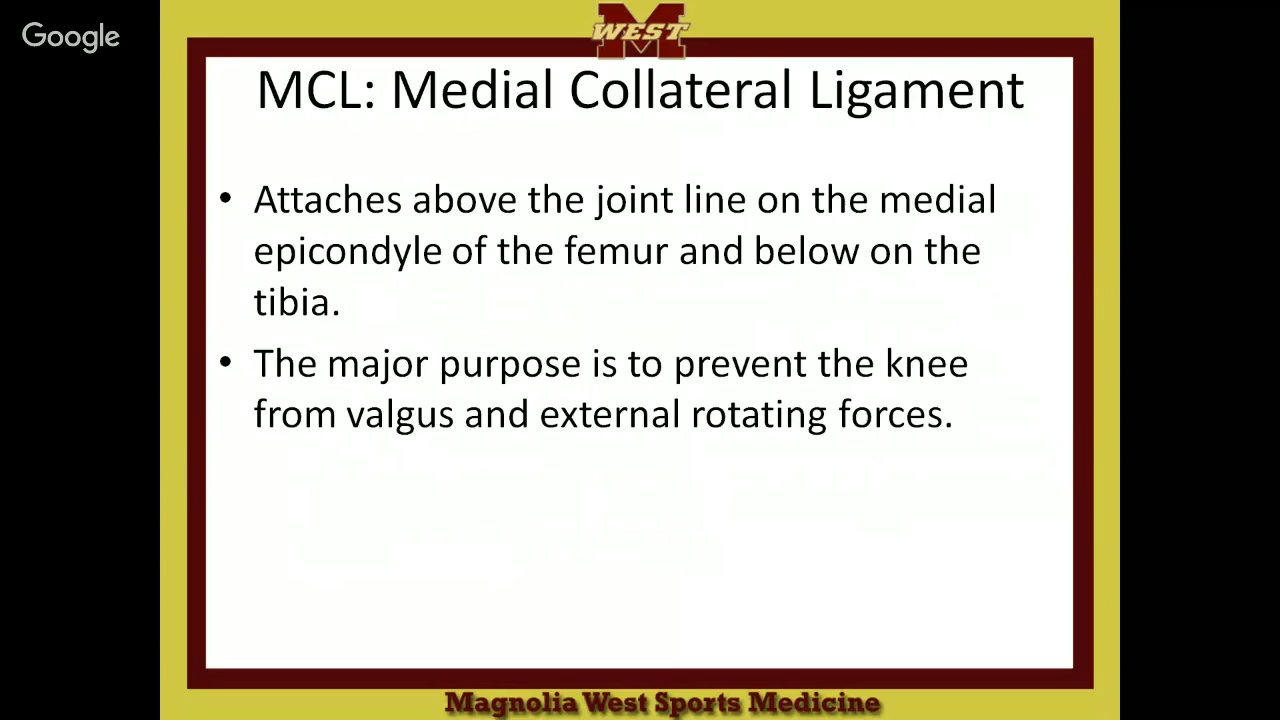 Google
M
WEST
MCL: Medial Collateral Ligament
• Attaches above the joint line on the medial
epicondyle of the femur and below on the
tibia.
• The major purpose is to prevent the knee
from valgus and external rotating forces.
Magnolia West Sports Medicine